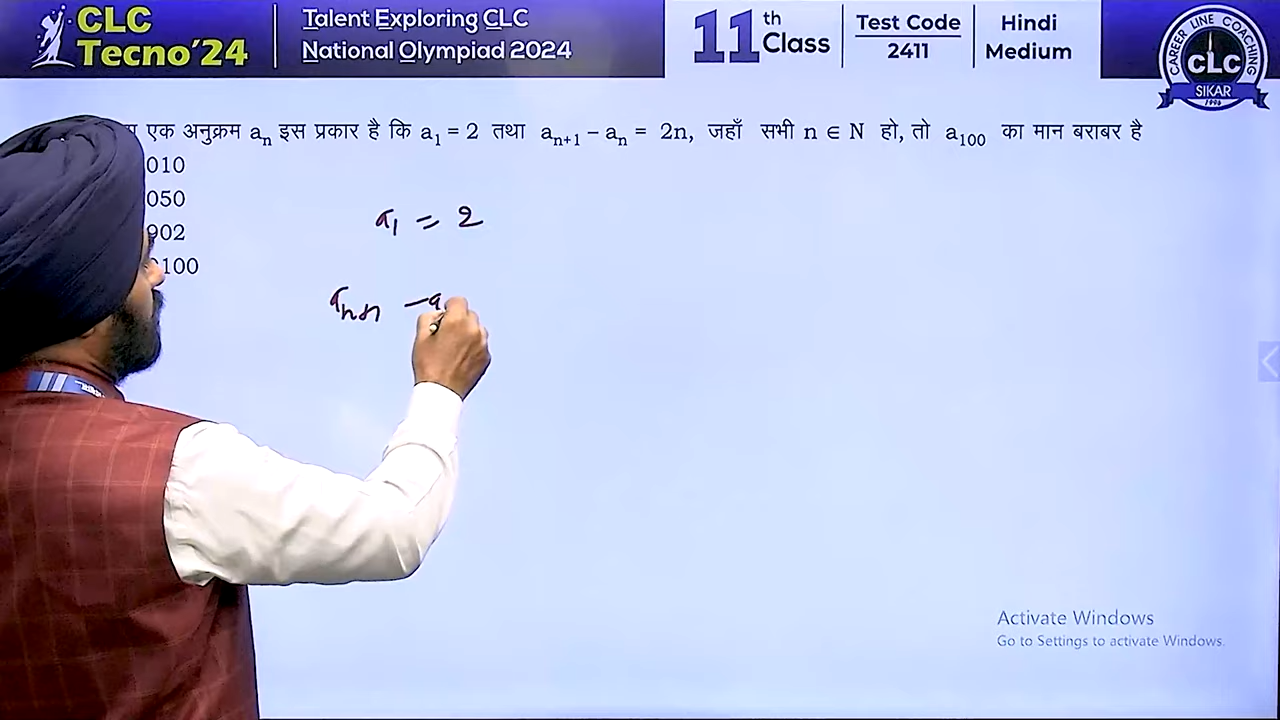 CLC
Tecno'24
Talent Exploring CLC
National Olympiad 2024
11th Class
Test Code
2411
Hindi
Medium
CAREER LINE COACHING
CLC
SIKAR
1996
एक अनुक्रम aₙ इस प्रकार है कि a₁ = 2 तथा aₙ₊₁ – aₙ = 2n, जहाँ सभी n ∈ N हो, तो a₁₀₀ का मान बराबर है
010
050
902
100
a₁ = 2
aₙ₊₁ – a
Activate Windows
Go to Settings to activate Windows.